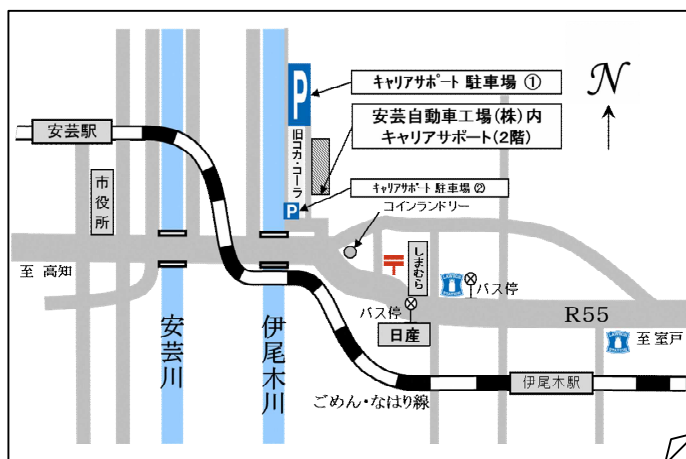 キャリアサポート 駐車場 ①
N
P
安芸自動車工場(株)内
キャリアサポート(2階)
安芸駅
旧コカ・コーラ
市役所
キャリアサポート 駐車場 ②
P
コインランドリー
至 高知
しまむら
バス停
バス停
R55
日産
至 室戸
安芸川
伊尾木川
伊尾木駅
ごめん・なはり線